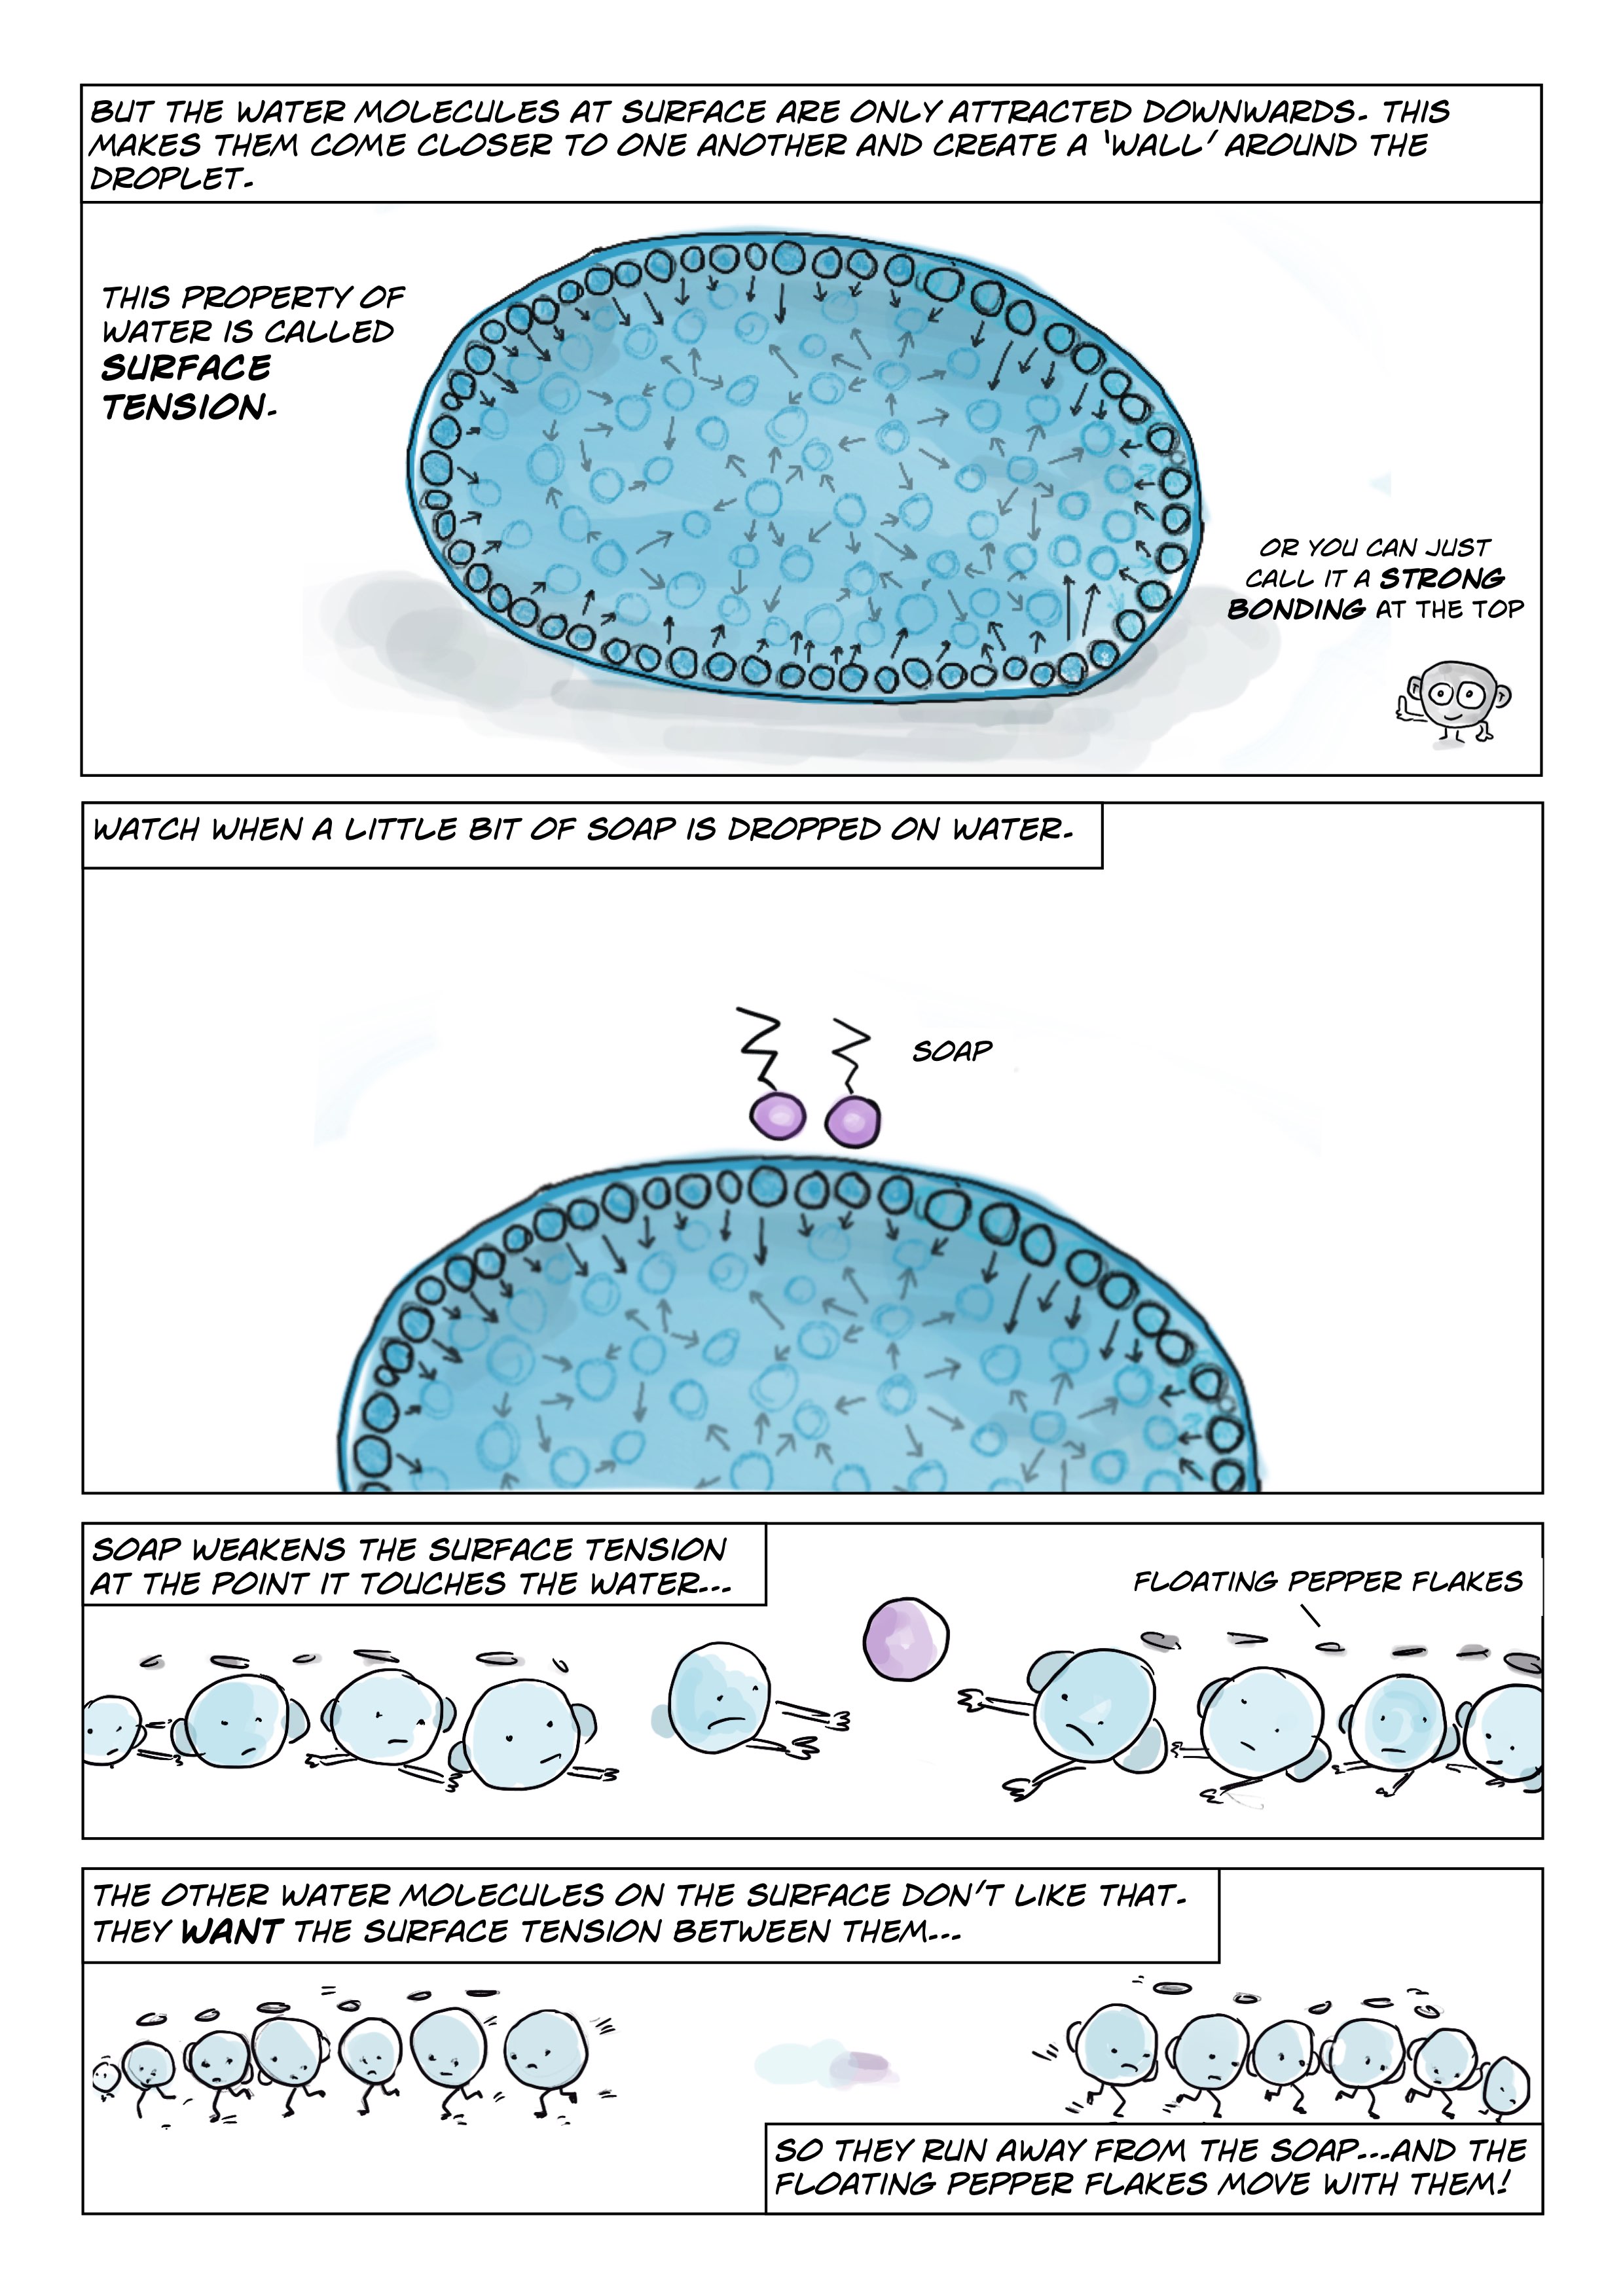 BUT THE WATER MOLECULES AT SURFACE ARE ONLY ATTRACTED DOWNWARDS. THIS
MAKES THEM COME CLOSER TO ONE ANOTHER AND CREATE A 'WALL' AROUND THE
DROPLET.
THIS PROPERTY OF
WATER IS CALLED
SURFACE
TENSION.
OR YOU CAN JUST
CALL IT A STRONG
BONDING AT THE TOP
WATCH WHEN A LITTLE BIT OF SOAP IS DROPPED ON WATER.
SOAP
SOAP WEAKENS THE SURFACE TENSION
AT THE POINT IT TOUCHES THE WATER...
FLOATING PEPPER FLAKES
THE OTHER WATER MOLECULES ON THE SURFACE DON'T LIKE THAT.
THEY WANT THE SURFACE TENSION BETWEEN THEM...
SO THEY RUN AWAY FROM THE SOAP...AND THE
FLOATING PEPPER FLAKES MOVE WITH THEM!